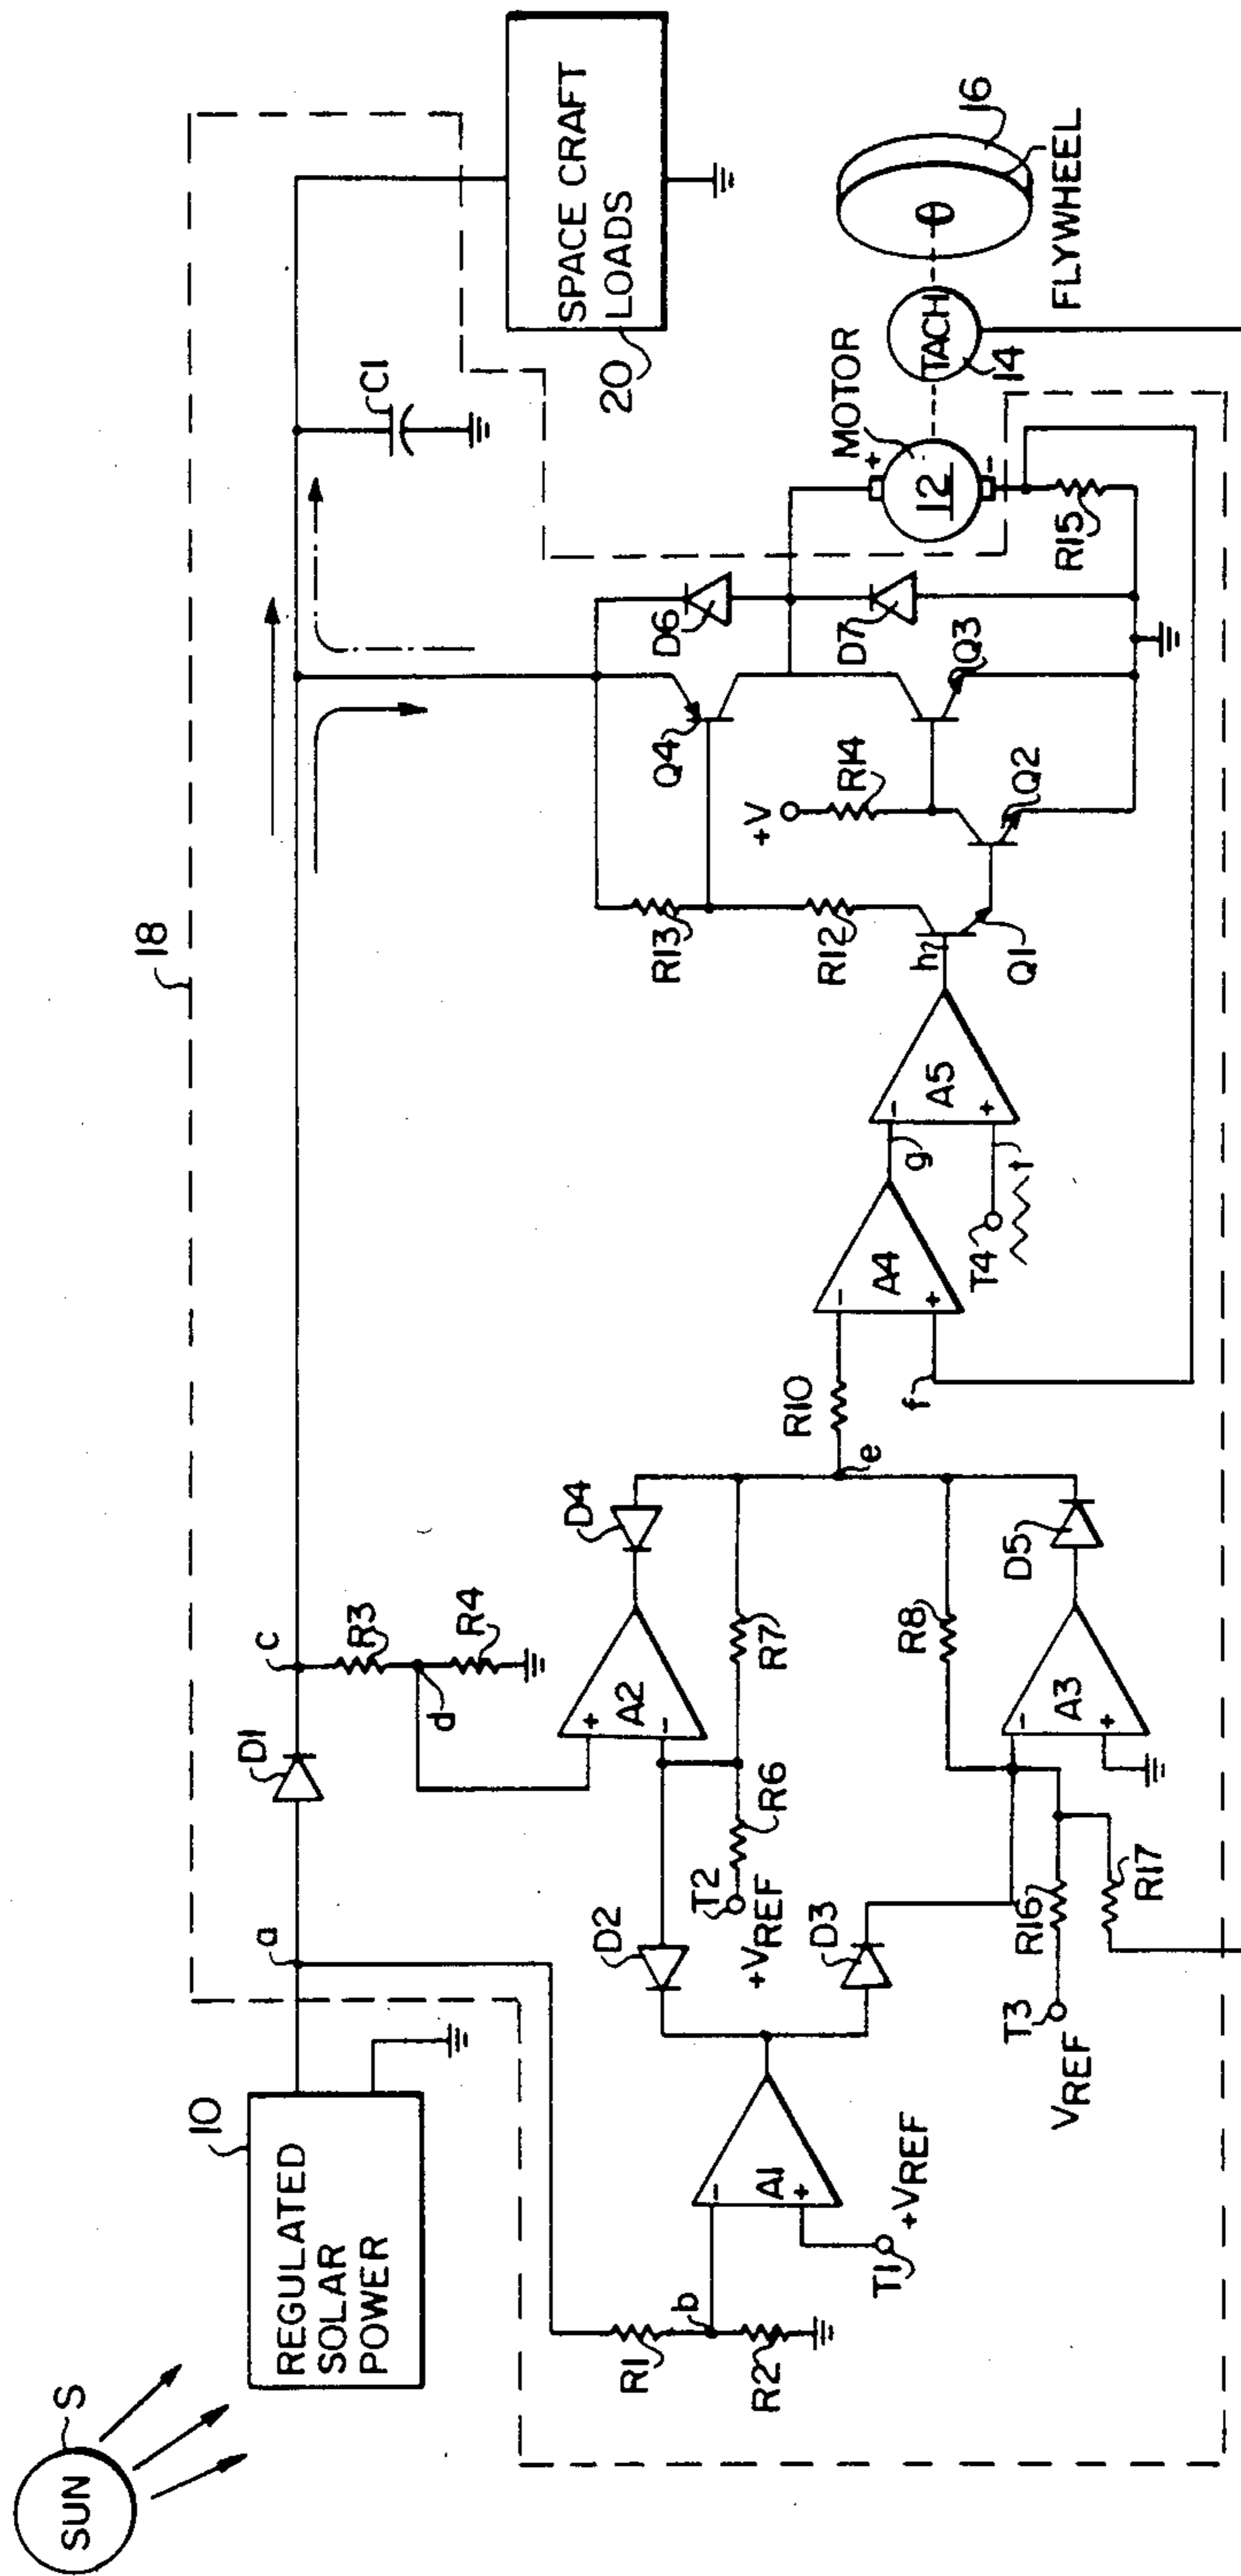 SUN
S
REGULATED
SOLAR
POWER
10
a
D1
c
18
R3
d
R4
C1
SPACE CRAFT
LOADS
20
R1
b
R2
A1
-
+
T1
+VREF
D2
D3
T2
+VREF
R6
R7
A2
+
-
D4
T3
VREF
R16
R17
R8
A3
-
+
D5
e
R10
f
A4
-
+
g
T4
t
A5
-
+
h
Q1
R12
R13
+V
R14
Q2
Q3
Q4
D6
D7
MOTOR
12
+
-
R15
TACH
14
16
FLYWHEEL